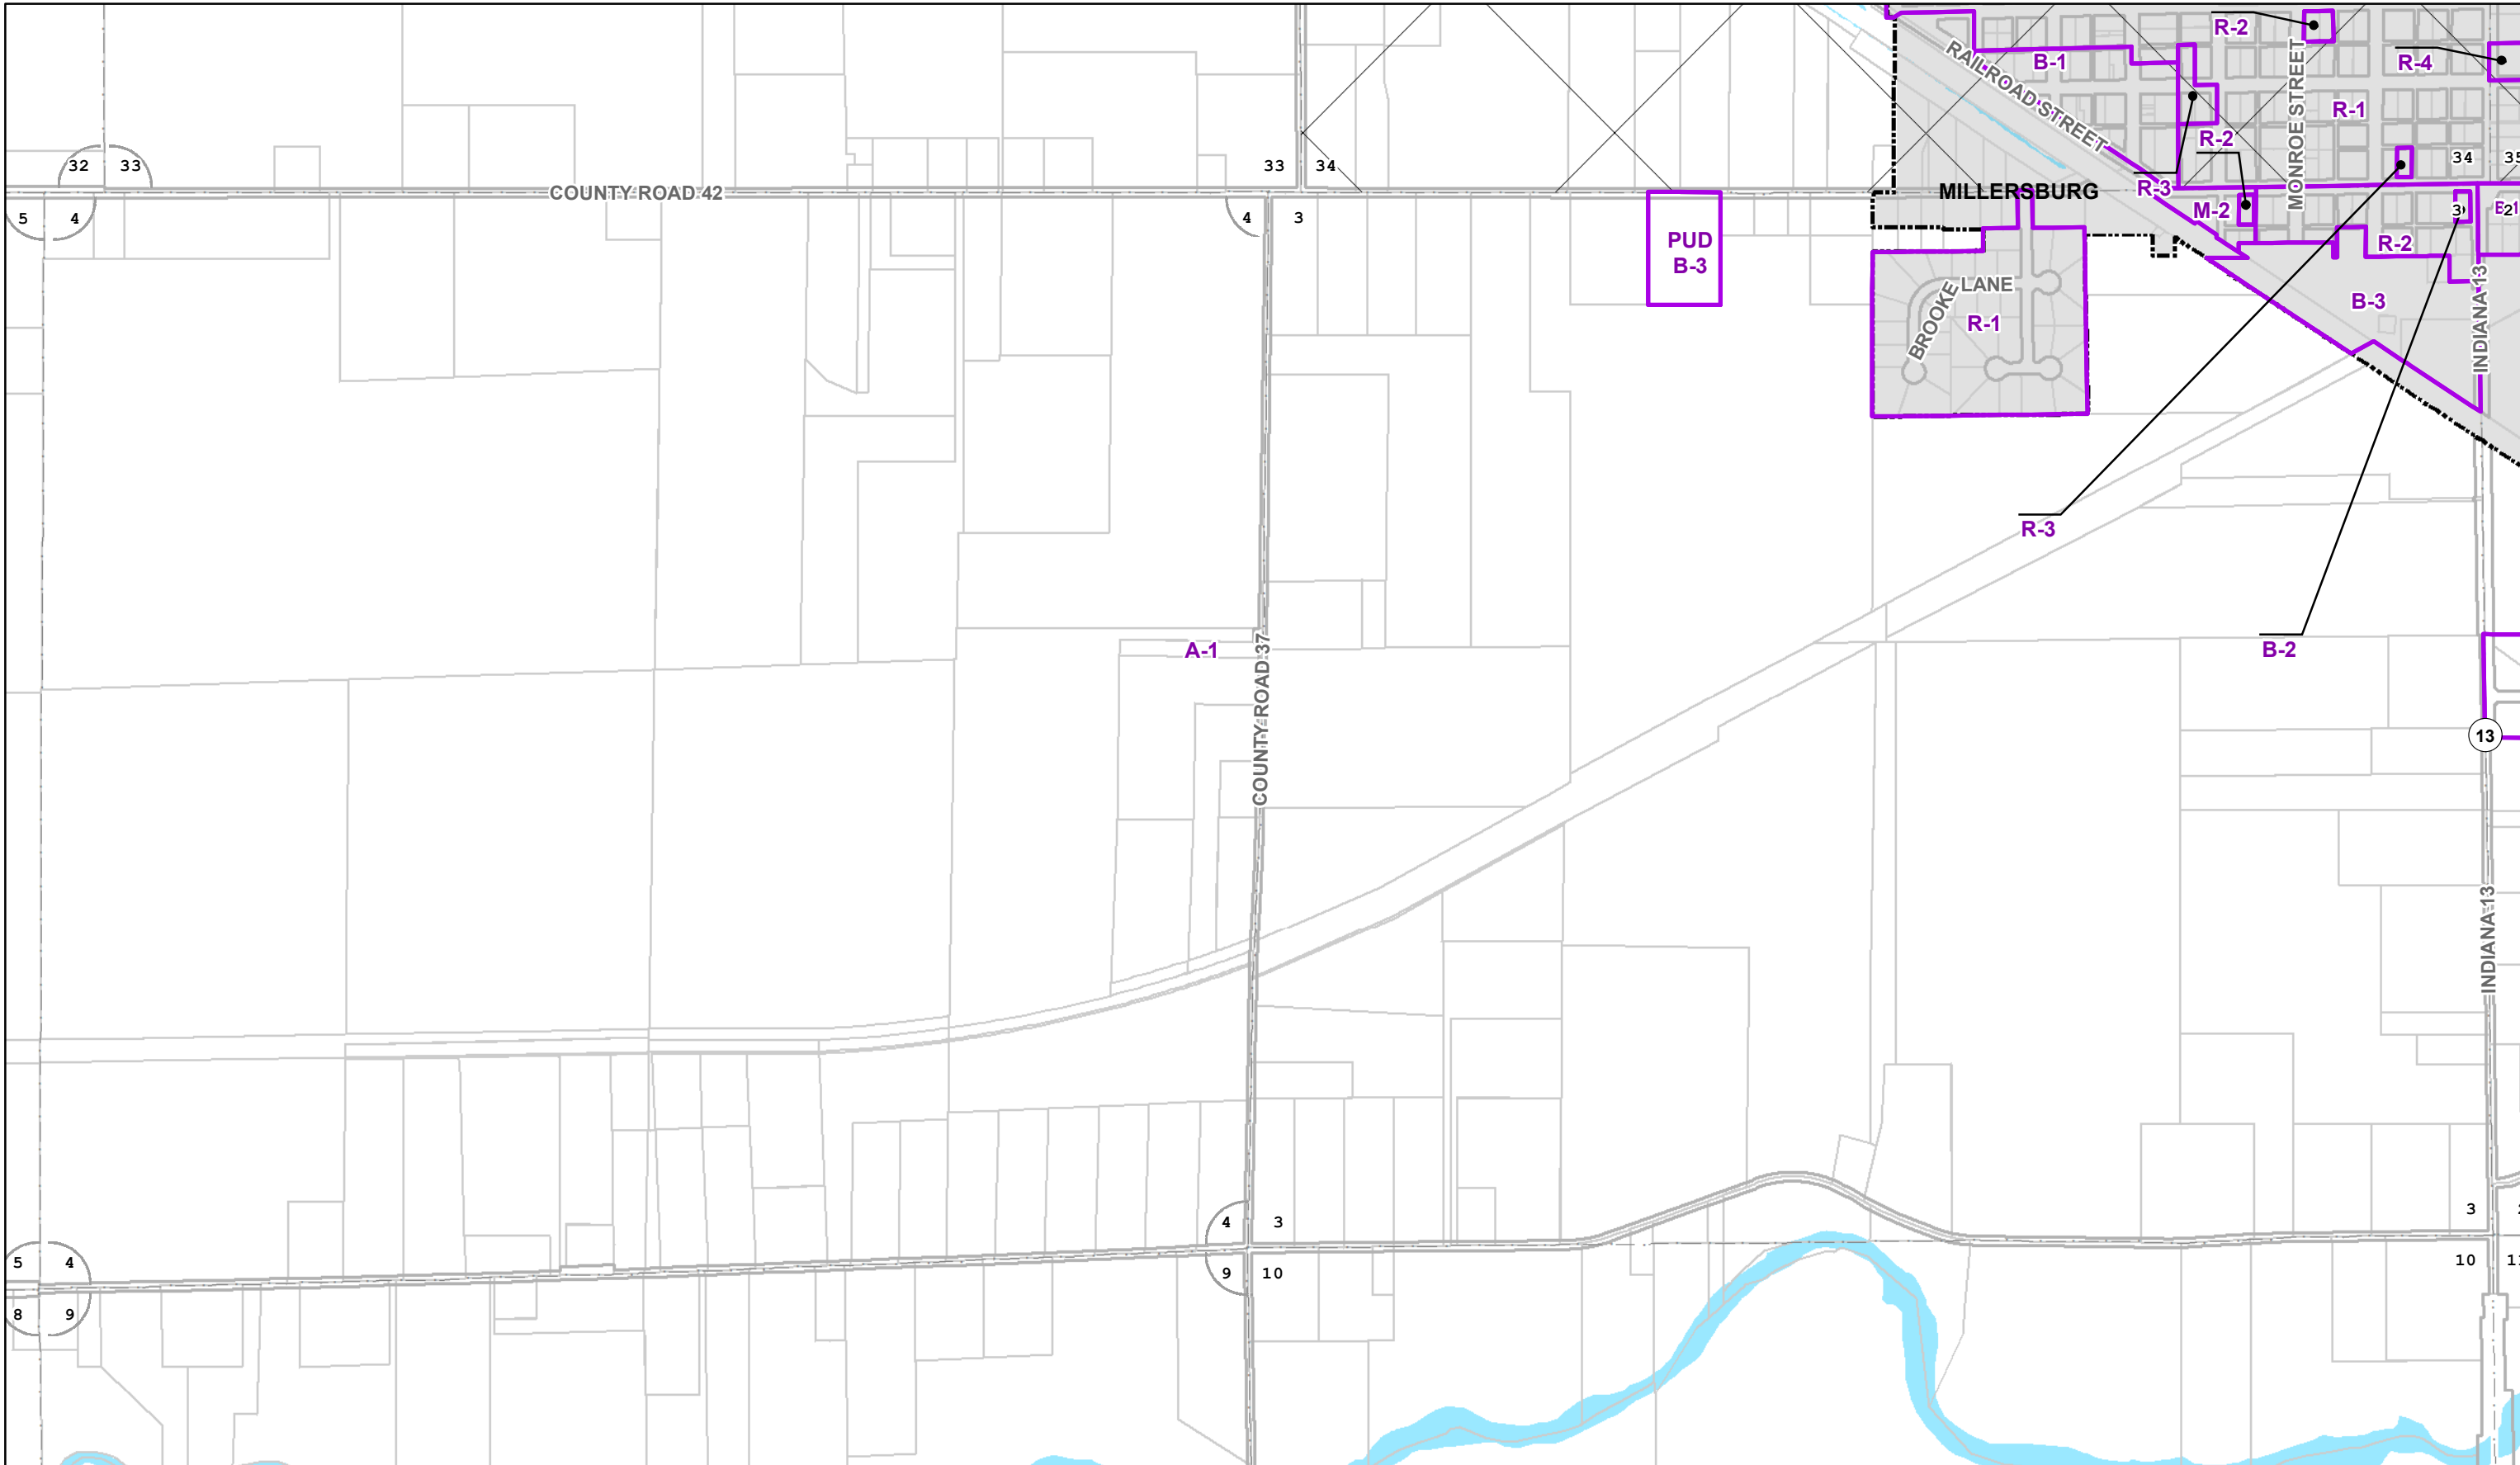 R-2
B-1
R-4
RAILROAD STREET
MONROE STREET
R-1
R-2
32
33
33
34
34
35
R-3
COUNTY ROAD 42
MILLERSBURG
5
4
4
3
M-2
3
PUD
B-3
R-2
BROOKE LANE
R-1
B-3
INDIANA 13
R-3
A-1
COUNTY ROAD 37
B-2
13
INDIANA 13
4
3
3
5
4
9
10
10
8
9